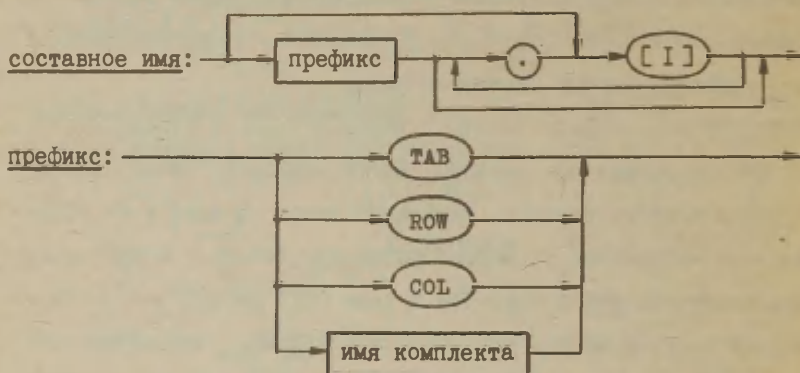 составное имя: префикс . [ I ]
префикс: TAB
ROW
COL
имя комплекта